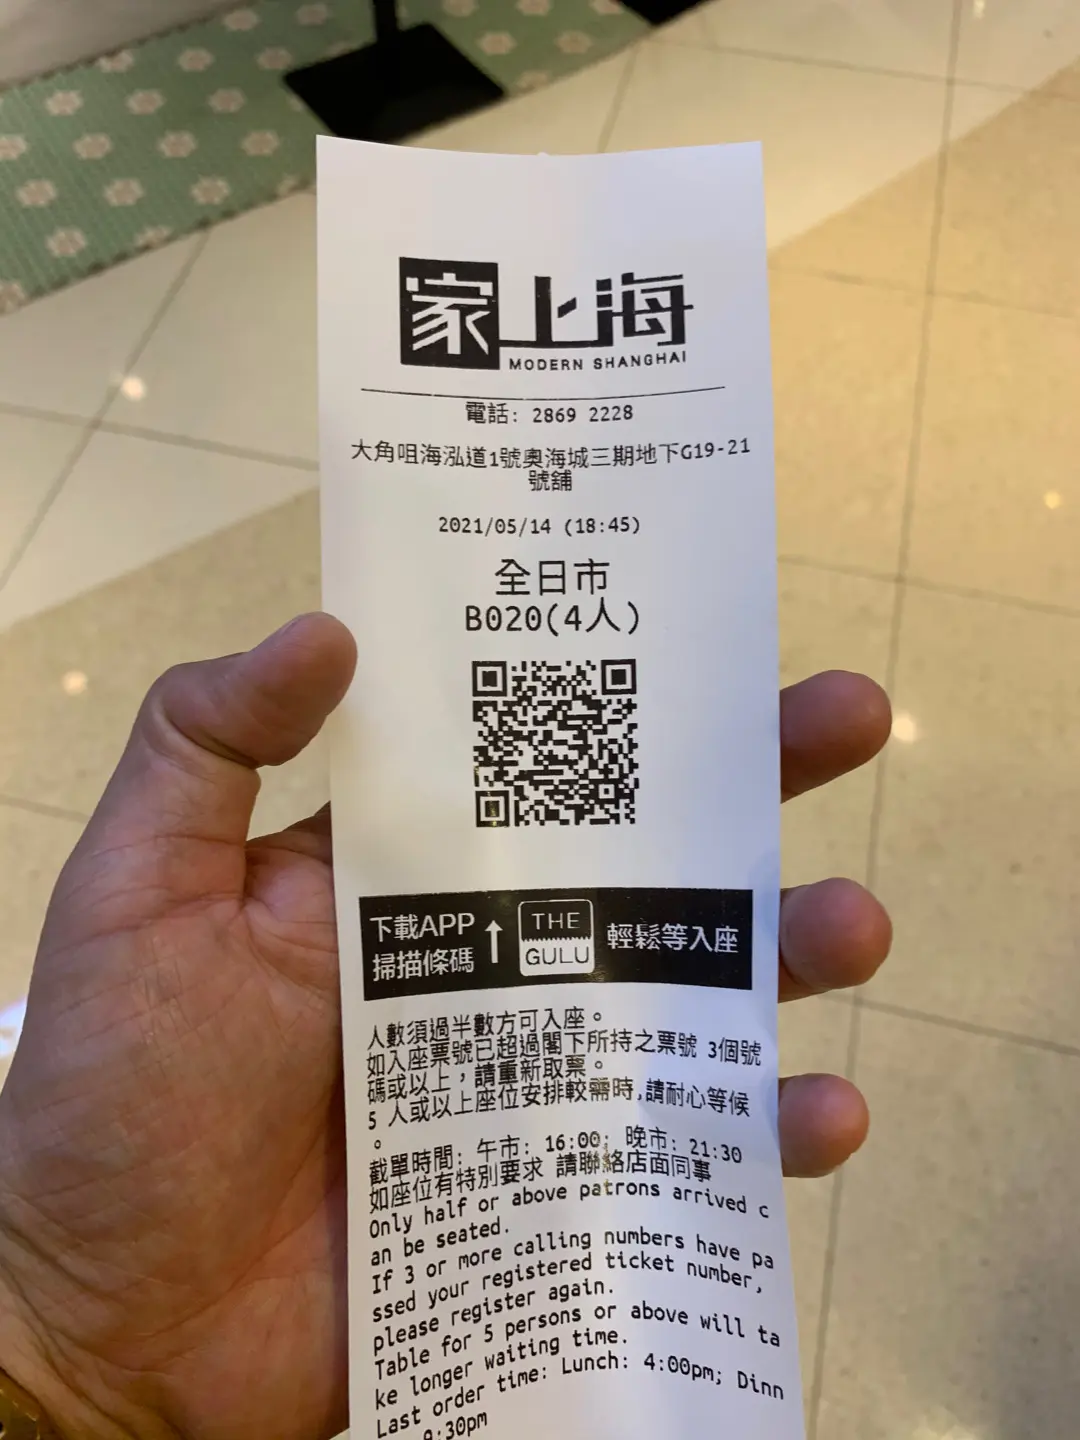 家上海
MODERN SHANGHAI
電話: 2869 2228
大角咀海泓道1號奧海城三期地下G19-21
號舖
2021/05/14 (18:45)
全日市
B020(4人)
下載APP
掃描條碼
↑
THE
GULU
輕鬆等入座
人數須過半數方可入座。
如入座票號已超過閣下所持之票號 3個號
碼或以上，請重新取票。
5 人或以上座位安排較需時,請耐心等候
。
截單時間: 午市: 16:00; 晚市: 21:30
如座位有特別要求 請聯絡店面同事
Only half or above patrons arrived c
an be seated.
If 3 or more calling numbers have pa
ssed your registered ticket number,
please register again.
Table for 5 persons or above will ta
ke longer waiting time.
Last order time: Lunch: 4:00pm; Dinn
9:30pm